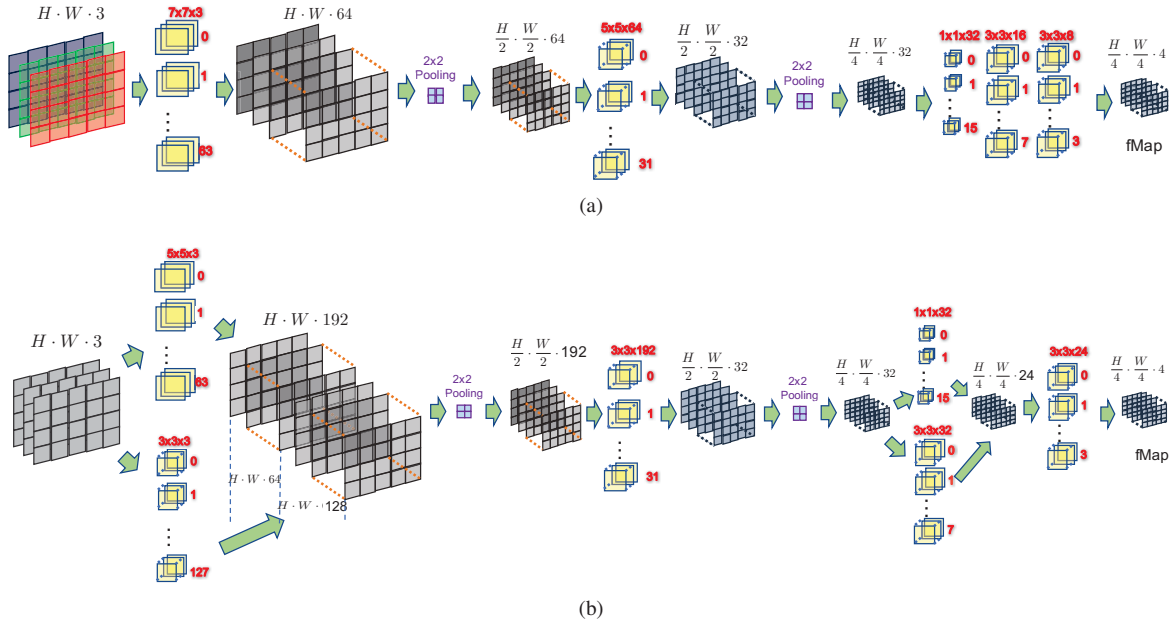 H · W · 3
7x7x3
0
1
63
H · W · 64
2x2
Pooling
H/2 · W/2 · 64
5x5x64
0
1
31
H/2 · W/2 · 32
2x2
Pooling
H/4 · W/4 · 32
1x1x32 3x3x16 3x3x8
0 0 0
1 1 1
15 7 3
H/4 · W/4 · 4
fMap
(a)
H · W · 3
5x5x3
0
1
63
3x3x3
0
1
127
H · W · 192
H · W · 64
H · W · 128
2x2
Pooling
H/2 · W/2 · 192
3x3x192
0
1
31
H/2 · W/2 · 32
2x2
Pooling
H/4 · W/4 · 32
1x1x32
0
1
15
3x3x32
0
1
7
H/4 · W/4 · 24
3x3x24
0
1
3
H/4 · W/4 · 4
fMap
(b)